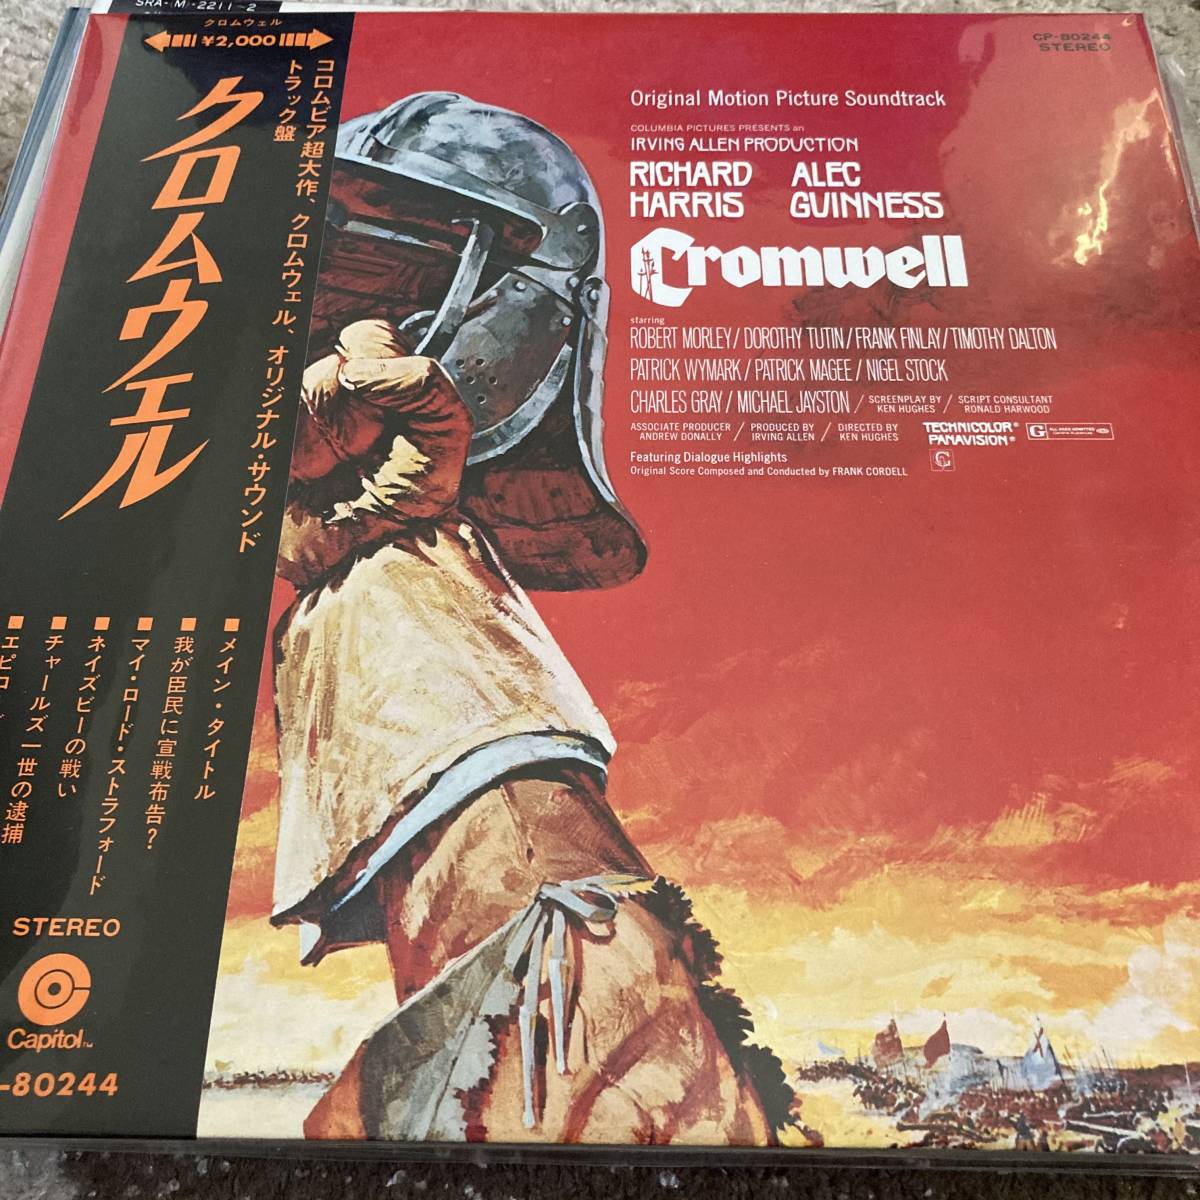 SRA-(M)-2211~2
クロムウェル
¥2,000
コロムビア超大作、クロムウェル、オリジナル・サウンド
トラック盤
クロムウェル
■メイン・タイトル
■我が臣民に宣戦布告?
■マイ・ロード・ストラフォード
■ネイズビーの戦い
■チャールズ一世の逮捕
■エピロ
STEREO
Capitol
-80244
CP-80244
STEREO
Original Motion Picture Soundtrack
COLUMBIA PICTURES PRESENTS an
IRVING ALLEN PRODUCTION
RICHARD HARRIS
ALEC GUINNESS
Cromwell
starring
ROBERT MORLEY / DOROTHY TUTIN / FRANK FINLAY / TIMOTHY DALTON
PATRICK WYMARK / PATRICK MAGEE / NIGEL STOCK
CHARLES GRAY / MICHAEL JAYSTON / SCREENPLAY BY KEN HUGHES / SCRIPT CONSULTANT RONALD HARWOOD
ASSOCIATE PRODUCER ANDREW DONALLY / PRODUCED BY IRVING ALLEN / DIRECTED BY KEN HUGHES
TECHNICOLOR®
PANAVISION®
G ALL AGES ADMITTED
Featuring Dialogue Highlights
Original Score Composed and Conducted by FRANK CORDELL